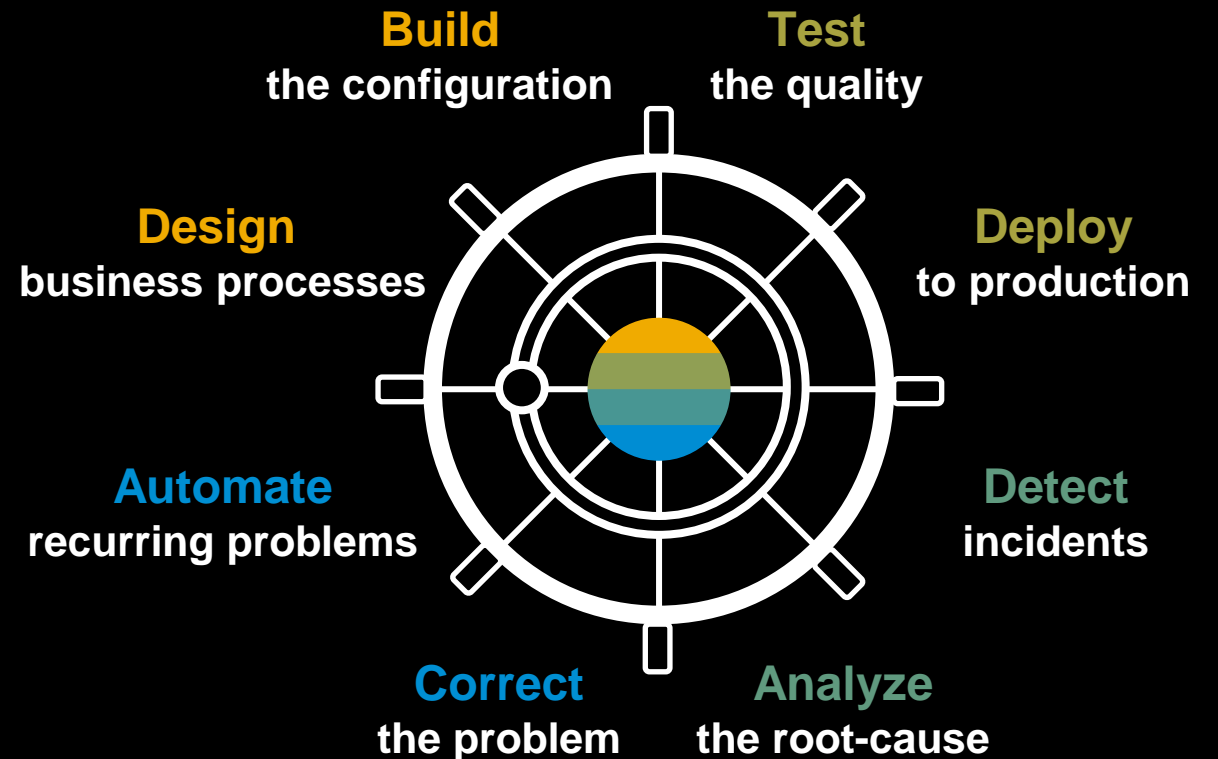 Build
the configuration
Test
the quality
Design
business processes
Deploy
to production
Automate
recurring problems
Detect
incidents
Correct
the problem
Analyze
the root-cause